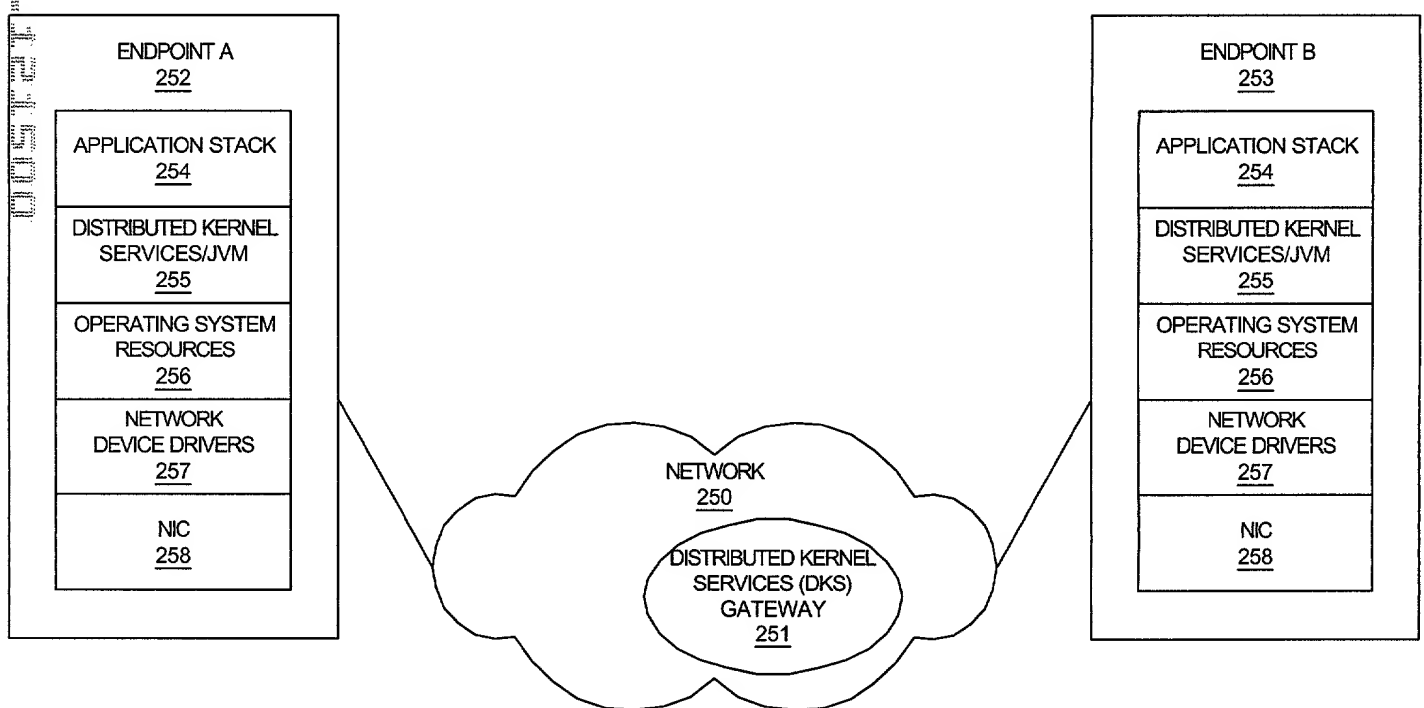 ENDPOINT A
252
APPLICATION STACK
254
DISTRIBUTED KERNEL
SERVICES/JVM
255
OPERATING SYSTEM
RESOURCES
256
NETWORK
DEVICE DRIVERS
257
NIC
258
NETWORK
250
DISTRIBUTED KERNEL
SERVICES (DKS)
GATEWAY
251
ENDPOINT B
253
APPLICATION STACK
254
DISTRIBUTED KERNEL
SERVICES/JVM
255
OPERATING SYSTEM
RESOURCES
256
NETWORK
DEVICE DRIVERS
257
NIC
258